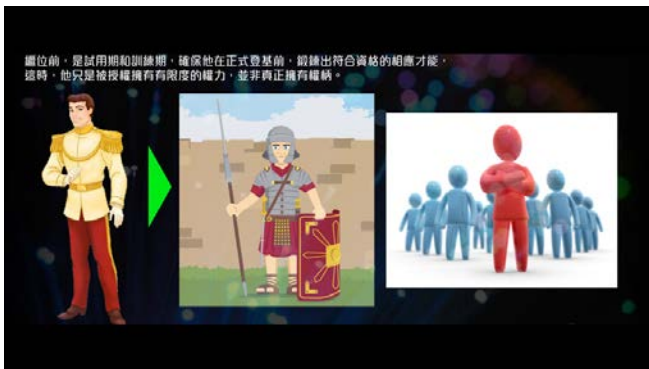 繼位前，是試用期和訓練期，確保他在正式登基前，鍛鍊出符合資格的相應才能，
這時，他只是被授權擁有有限度的權力，並非真正擁有權柄。